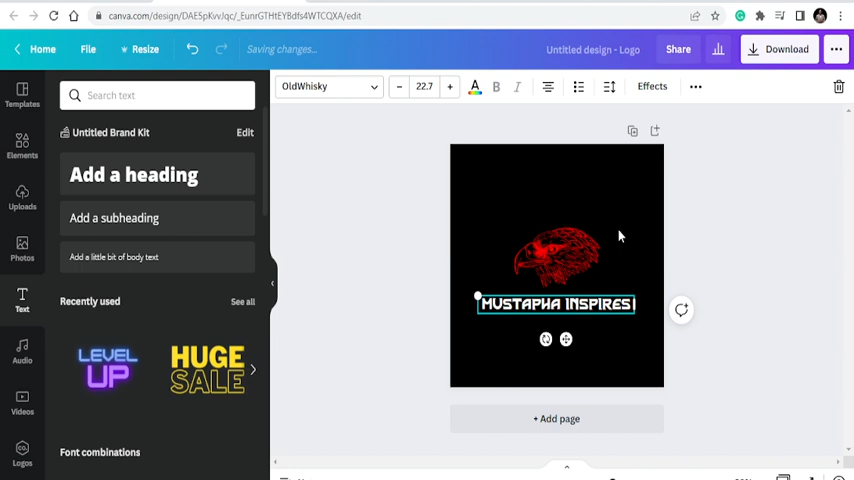 canva.com/design/DAE5pKvvJqc/_EunrGTHtEYBdfs4WTCQXA/edit
Home
File
Resize
Saving changes...
Untitled design - Logo
Share
Download
Templates
Elements
Uploads
Photos
Text
Audio
Videos
Logos
Search text
Untitled Brand Kit
Edit
Add a heading
Add a subheading
Add a little bit of body text
Recently used
See all
LEVEL
UP
HUGE
SALE
Font combinations
OldWhisky
22.7
A
B
I
Effects
MUSTAPHA INSPIRES
+ Add page